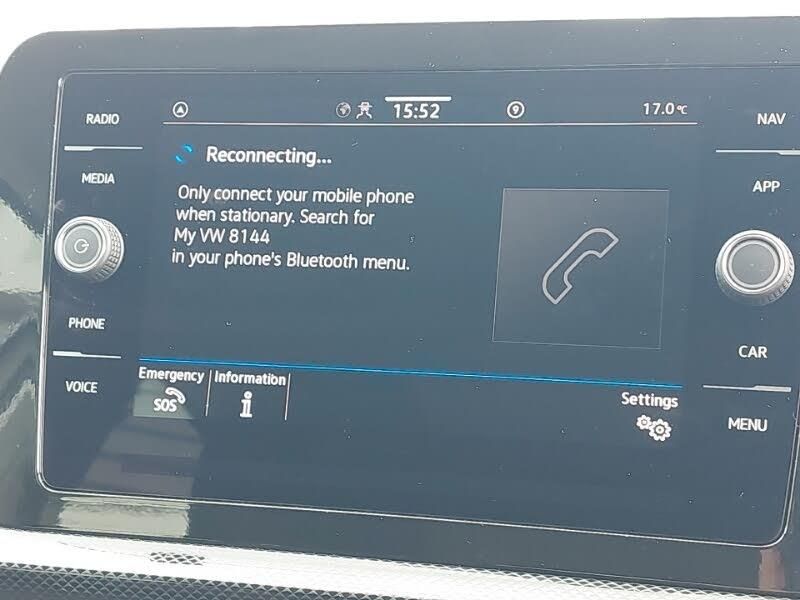 RADIO
MEDIA
PHONE
VOICE
15:52
9
17.0°C
Reconnecting...
Only connect your mobile phone
when stationary. Search for
My VW 8144
in your phone's Bluetooth menu.
Emergency
SOS
Information
i
Settings
NAV
APP
CAR
MENU